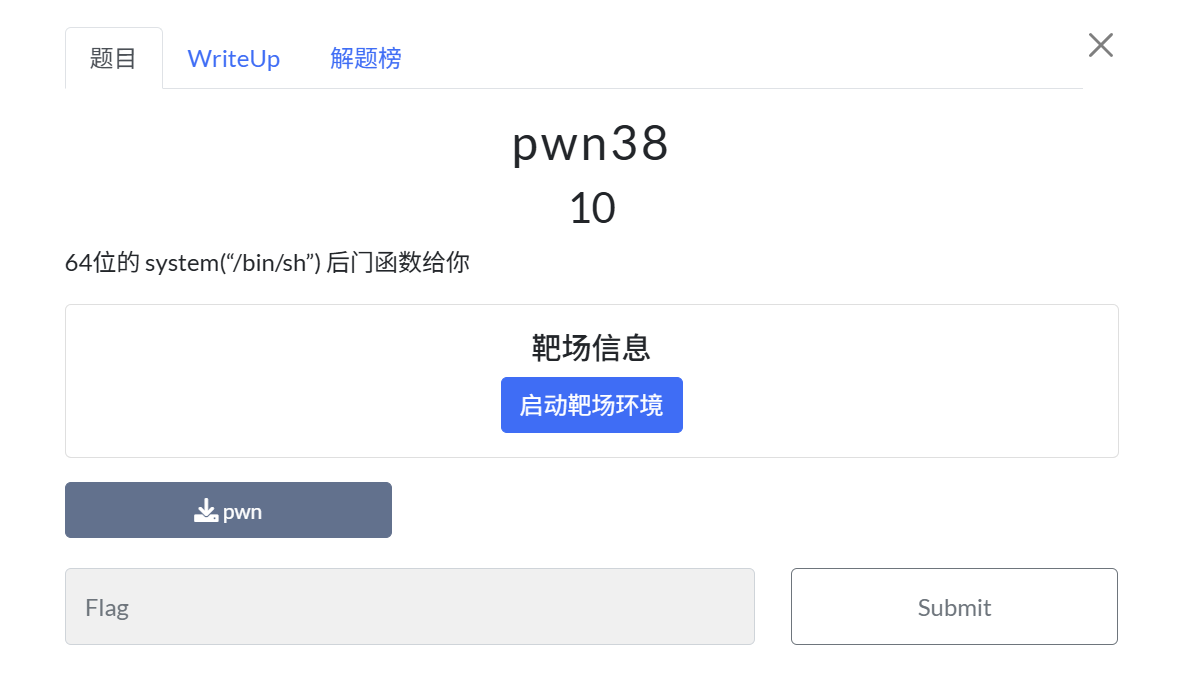 题目 WriteUp 解题榜
pwn38
10
64位的 system(“/bin/sh”) 后门函数给你
靶场信息
启动靶场环境
pwn
Flag Submit